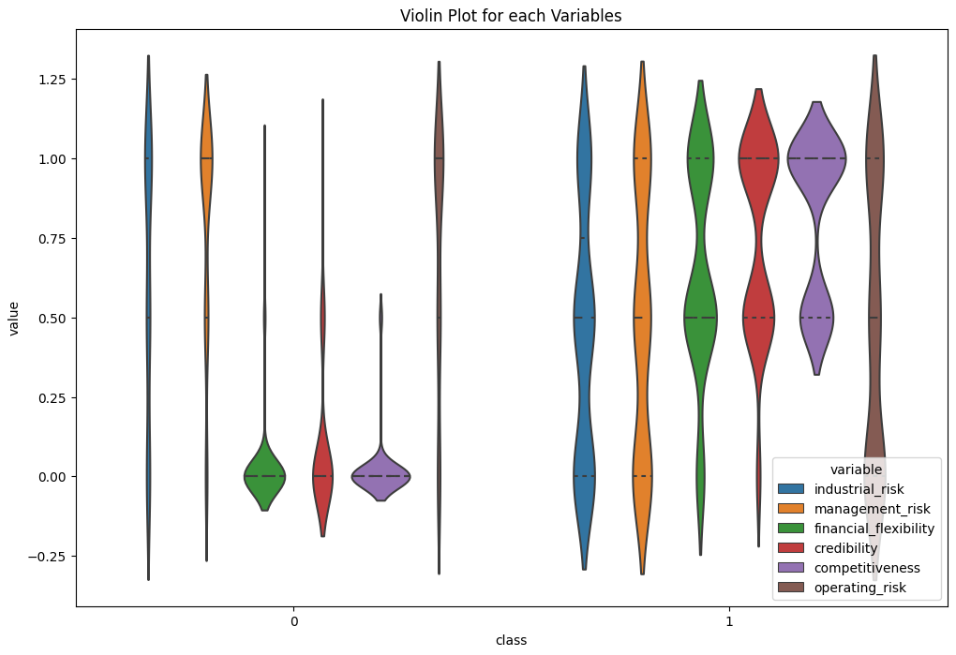 Violin Plot for each Variables
value
1.25
1.00
0.75
0.50
0.25
0.00
−0.25
0
1
class
variable
industrial_risk
management_risk
financial_flexibility
credibility
competitiveness
operating_risk